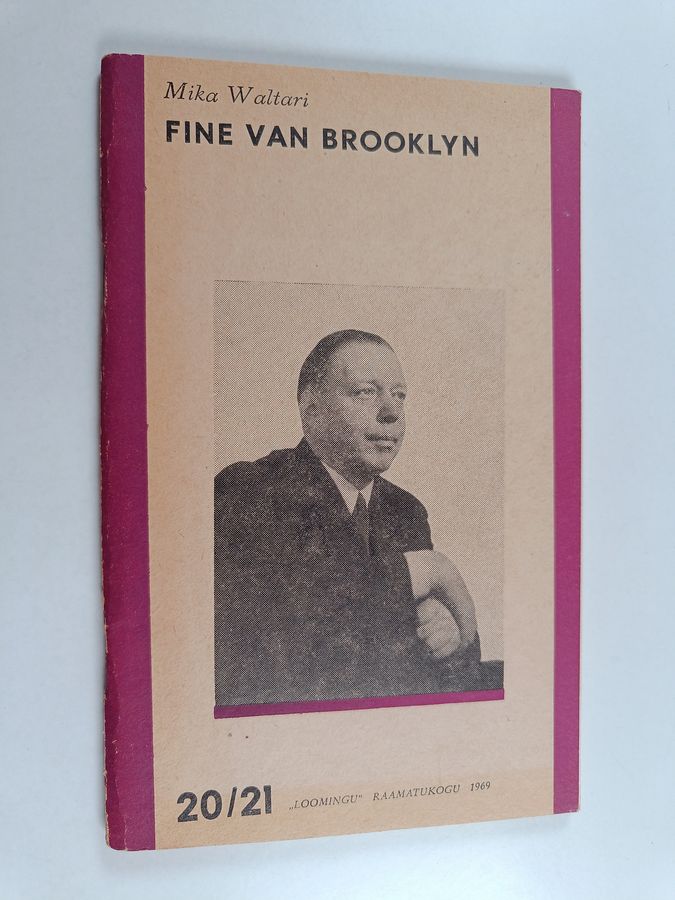 Mika Waltari
FINE VAN BROOKLYN
20/21 „LOOMINGU“ RAAMATUKOGU 1969